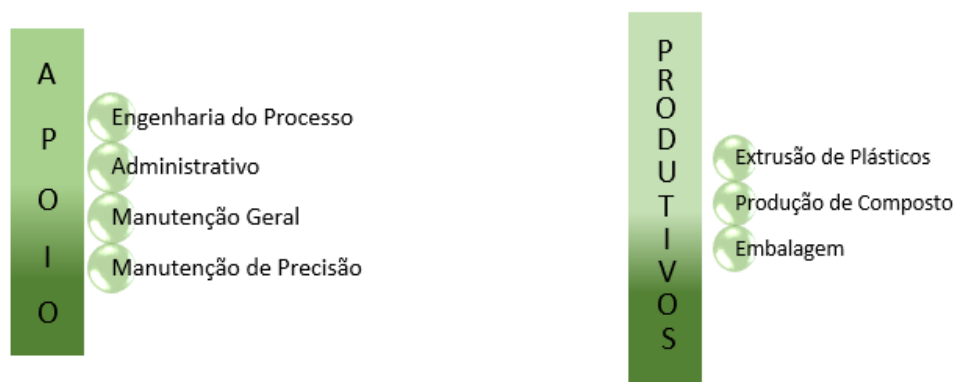 APOIO
Engenharia do Processo
Administrativo
Manutenção Geral
Manutenção de Precisão
PRODUTIVOS
Extrusão de Plásticos
Produção de Composto
Embalagem